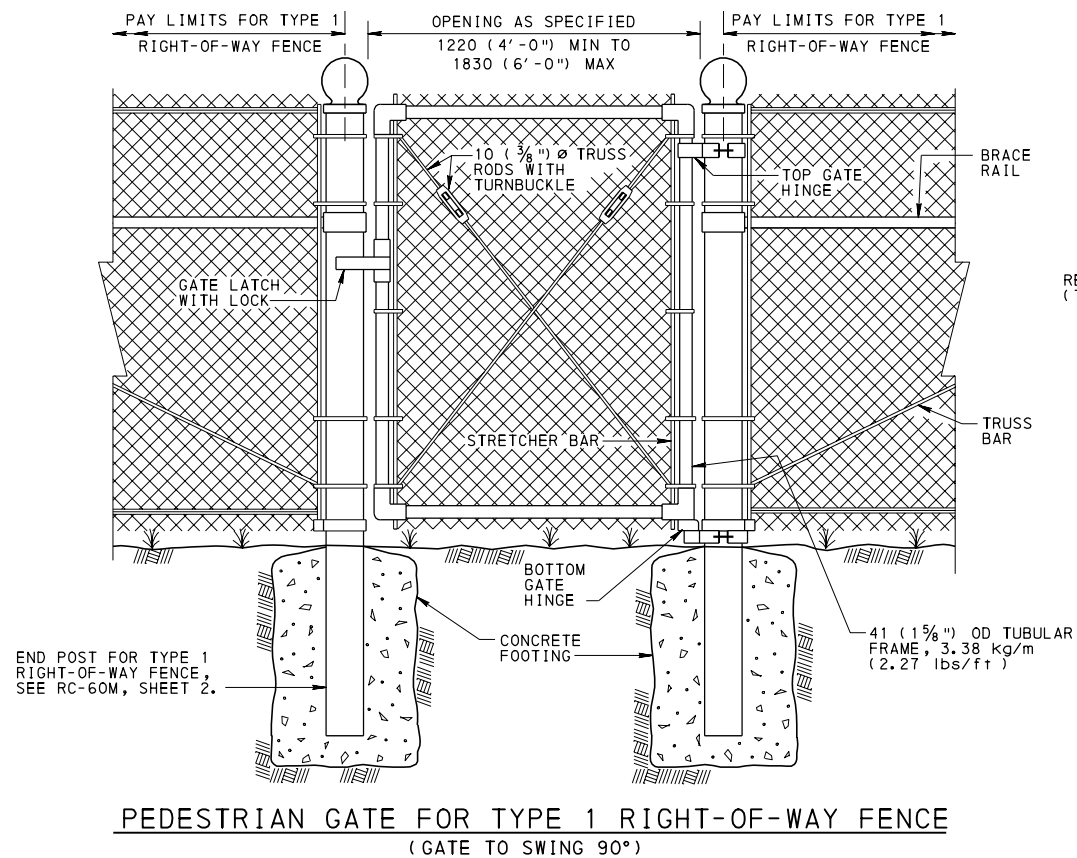 PAY LIMITS FOR TYPE 1
RIGHT-OF-WAY FENCE
OPENING AS SPECIFIED
1220 (4'-0") MIN TO
1830 (6'-0") MAX
PAY LIMITS FOR TYPE 1
RIGHT-OF-WAY FENCE
10 (3/8") Ø TRUSS
RODS WITH
TURNBUCKLE
TOP GATE
HINGE
BRACE
RAIL
GATE LATCH
WITH LOCK
RE
(T
STRETCHER BAR
TRUSS
BAR
BOTTOM
GATE
HINGE
CONCRETE
FOOTING
41 (1 5/8") OD TUBULAR
FRAME, 3.38 kg/m
(2.27 lbs/ft )
END POST FOR TYPE 1
RIGHT-OF-WAY FENCE,
SEE RC-60M, SHEET 2.
PEDESTRIAN GATE FOR TYPE 1 RIGHT-OF-WAY FENCE
(GATE TO SWING 90°)